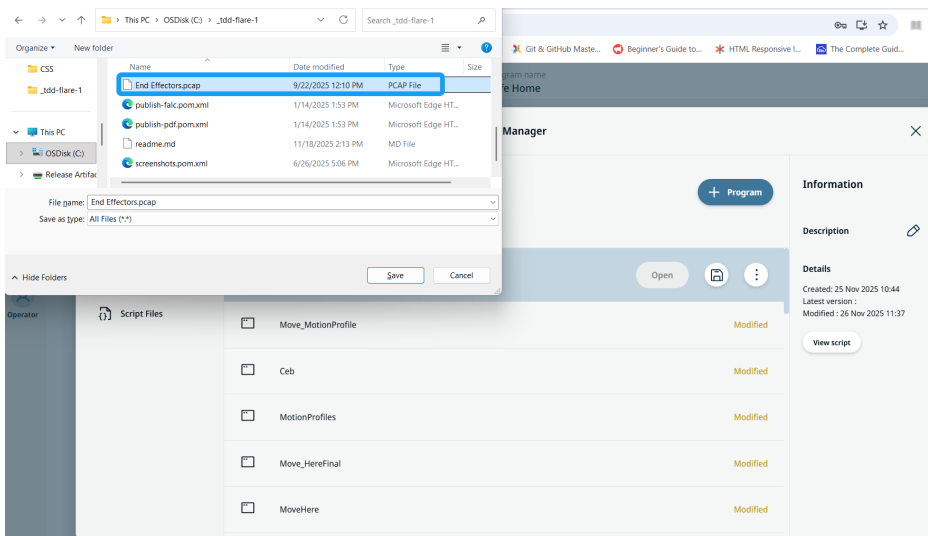 This PC > OSDisk (C:) > _tdd-flare-1
Search _tdd-flare-1
Organize
New folder
Name
Date modified
Type
Size
CSS
_tdd-flare-1
This PC
OSDisk (C:)
Release Artifac
End Effectors.pcap 9/22/2025 12:10 PM PCAP File
publish-falc.pom.xml 1/14/2025 1:53 PM Microsoft Edge HT...
publish-pdf.pom.xml 1/14/2025 1:53 PM Microsoft Edge HT...
readme.md 11/18/2025 2:13 PM MD File
screenshots.pom.xml 6/26/2025 5:06 PM Microsoft Edge HT...
File name: End Effectors.pcap
Save as type: All Files (*.*)
Hide Folders
Save
Cancel
Git & GitHub Maste...
Beginner's Guide to...
HTML Responsive I...
The Complete Guid...
gram name
e Home
Manager
+ Program
Open
Operator
{} Script Files
Move_MotionProfile Modified
Ceb Modified
MotionProfiles Modified
Move_HereFinal Modified
MoveHere Modified
Information
Description
Details
Created: 25 Nov 2025 10:44
Latest version :
Modified : 26 Nov 2025 11:37
View script